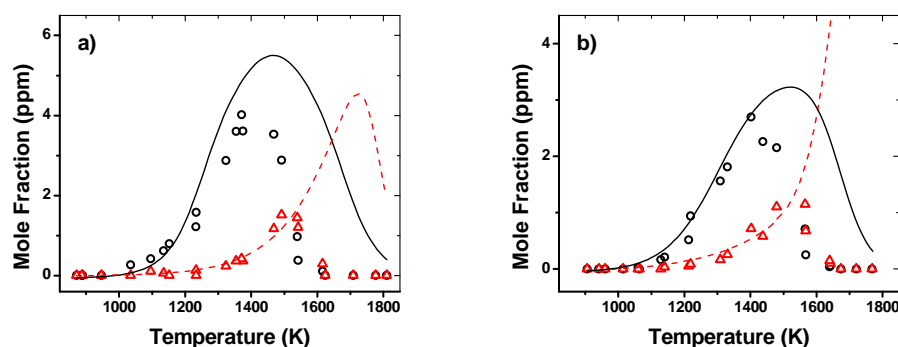 a)
Mole Fraction (ppm)
6
4
2
0
1000 1200 1400 1600 1800
Temperature (K)
b)
Mole Fraction (ppm)
4
2
0
1000 1200 1400 1600 1800
Temperature (K)